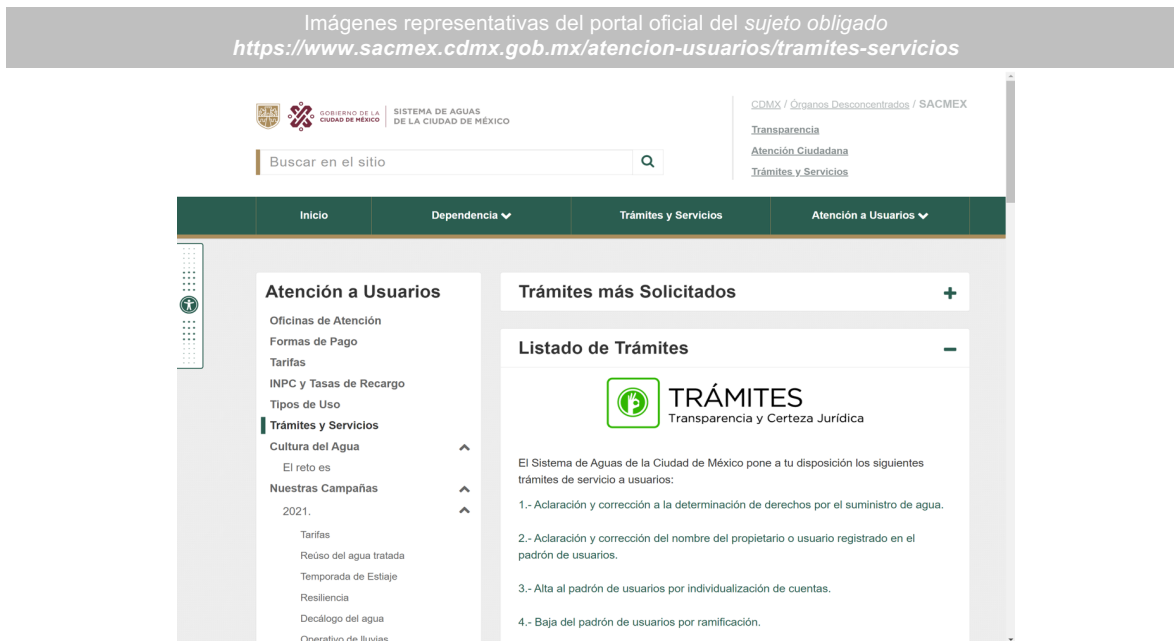 Imágenes representativas del portal oficial del sujeto obligado
https://www.sacmex.cdmx.gob.mx/atencion-usuarios/tramites-servicios
GOBIERNO DE LA
CIUDAD DE MÉXICO
SISTEMA DE AGUAS
DE LA CIUDAD DE MÉXICO
CDMX / Órganos Desconcentrados / SACMEX
Transparencia
Atención Ciudadana
Trámites y Servicios
Buscar en el sitio
Inicio
Dependencia
Trámites y Servicios
Atención a Usuarios
Atención a Usuarios
Oficinas de Atención
Formas de Pago
Tarifas
INPC y Tasas de Recargo
Tipos de Uso
Trámites y Servicios
Cultura del Agua
El reto es
Nuestras Campañas
2021.
Tarifas
Reúso del agua tratada
Temporada de Estiaje
Resiliencia
Decálogo del agua
Operativo de lluvias
Trámites más Solicitados
Listado de Trámites
TRÁMITES
Transparencia y Certeza Jurídica
El Sistema de Aguas de la Ciudad de México pone a tu disposición los siguientes
trámites de servicio a usuarios:
1.- Aclaración y corrección a la determinación de derechos por el suministro de agua.
2.- Aclaración y corrección del nombre del propietario o usuario registrado en el
padrón de usuarios.
3.- Alta al padrón de usuarios por individualización de cuentas.
4.- Baja del padrón de usuarios por ramificación.